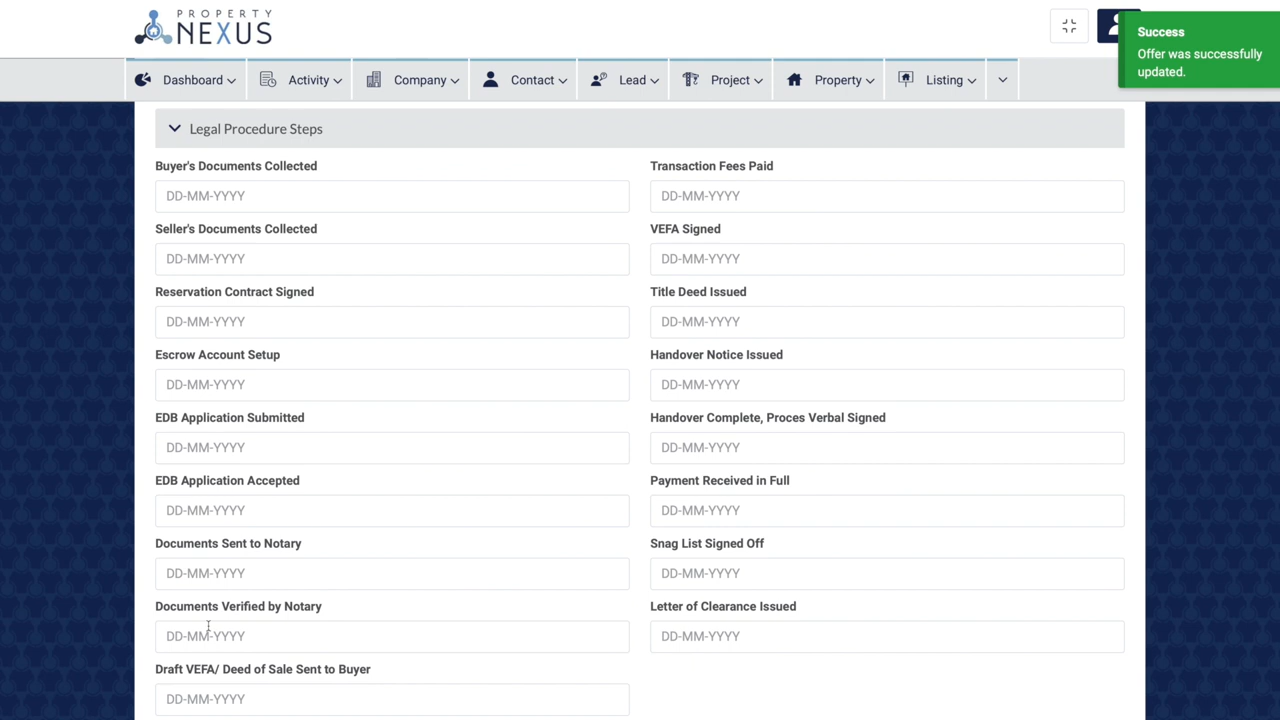 PROPERTY
NEXUS
Success
Offer was successfully
updated.
Dashboard
Activity
Company
Contact
Lead
Project
Property
Listing
Legal Procedure Steps
Buyer's Documents Collected
DD-MM-YYYY
Seller's Documents Collected
DD-MM-YYYY
Reservation Contract Signed
DD-MM-YYYY
Escrow Account Setup
DD-MM-YYYY
EDB Application Submitted
DD-MM-YYYY
EDB Application Accepted
DD-MM-YYYY
Documents Sent to Notary
DD-MM-YYYY
Documents Verified by Notary
DD-MM-YYYY
Draft VEFA/ Deed of Sale Sent to Buyer
DD-MM-YYYY
Transaction Fees Paid
DD-MM-YYYY
VEFA Signed
DD-MM-YYYY
Title Deed Issued
DD-MM-YYYY
Handover Notice Issued
DD-MM-YYYY
Handover Complete, Proces Verbal Signed
DD-MM-YYYY
Payment Received in Full
DD-MM-YYYY
Snag List Signed Off
DD-MM-YYYY
Letter of Clearance Issued
DD-MM-YYYY